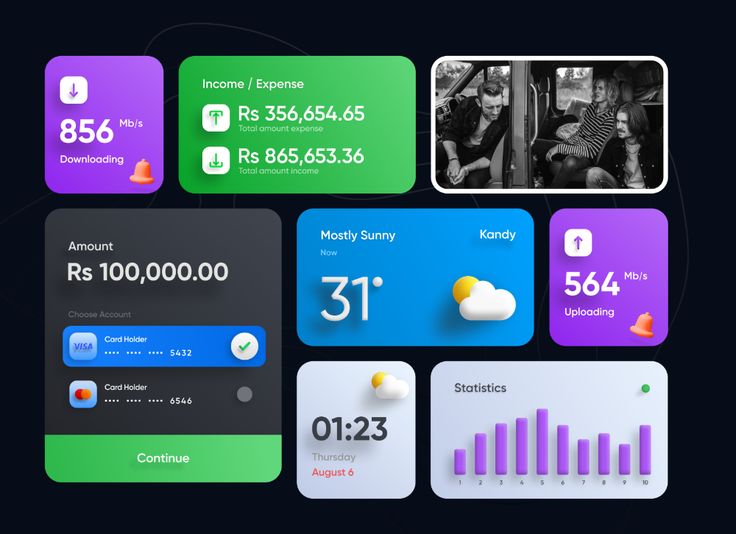 856 Mb/s
Downloading
Income / Expense
Rs 356,654.65
Total amount expense
Rs 865,653.36
Total amount income
Amount
Rs 100,000.00
Choose Account
VISA
Card Holder
•••• •••• •••• 5432
Card Holder
•••• •••• •••• 6546
Continue
Mostly Sunny
Kandy
Now
31°
564 Mb/s
Uploading
01:23
Thursday
August 6
Statistics
1 2 3 4 5 6 7 8 9 10